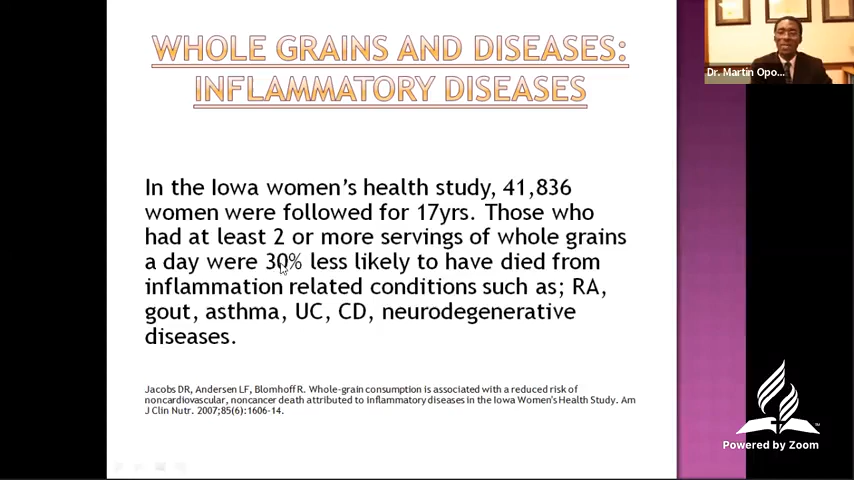 WHOLE GRAINS AND DISEASES:
INFLAMMATORY DISEASES
Dr. Martin Opo...
In the Iowa women's health study, 41,836
women were followed for 17yrs. Those who
had at least 2 or more servings of whole grains
a day were 30% less likely to have died from
inflammation related conditions such as; RA,
gout, asthma, UC, CD, neurodegenerative
diseases.
Jacobs DR, Andersen LF, Blomhoff R. Whole-grain consumption is associated with a reduced risk of
noncardiovascular, noncancer death attributed to inflammatory diseases in the Iowa Women's Health Study. Am
J Clin Nutr. 2007;85(6):1606-14.
Powered by Zoom